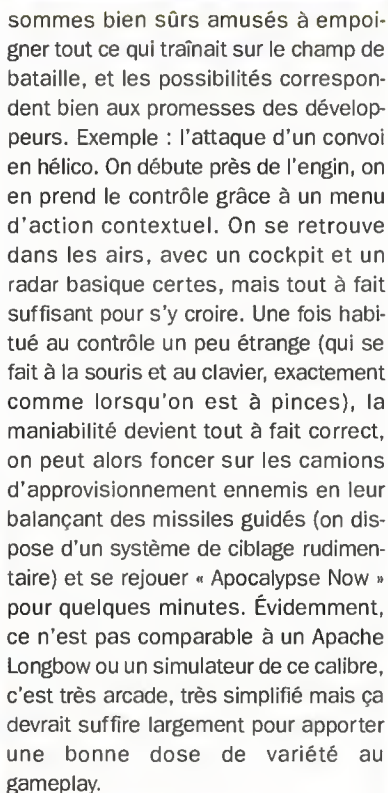 sommes bien sûrs amusés à empoi-
gner tout ce qui traînait sur le champ de
bataille, et les possibilités correspon-
dent bien aux promesses des dévelop-
peurs. Exemple : l'attaque d'un convoi
en hélico. On débute près de l'engin, on
en prend le contrôle grâce à un menu
d'action contextuel. On se retrouve
dans les airs, avec un cockpit et un
radar basique certes, mais tout à fait
suffisant pour s'y croire. Une fois habi-
tué au contrôle un peu étrange (qui se
fait à la souris et au clavier, exactement
comme lorsqu'on est à pinces), la
maniabilité devient tout à fait correct,
on peut alors foncer sur les camions
d'approvisionnement ennemis en leur
balançant des missiles guidés (on dis-
pose d'un système de ciblage rudimen-
taire) et se rejouer « Apocalypse Now »
pour quelques minutes. Évidemment,
ce n'est pas comparable à un Apache
Longbow ou un simulateur de ce calibre,
c'est très arcade, très simplifié mais ça
devrait suffire largement pour apporter
une bonne dose de variété au
gameplay.